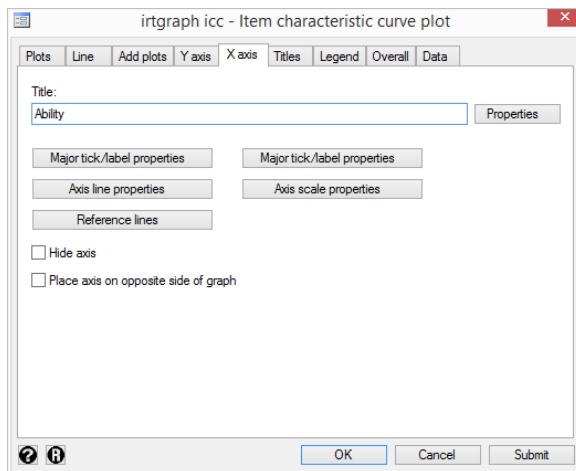 irtgraph icc - Item characteristic curve plot
Plots Line Add plots Y axis X axis Titles Legend Overall Data
Title:
Ability Properties
Major tick/label properties Major tick/label properties
Axis line properties Axis scale properties
Reference lines
Hide axis
Place axis on opposite side of graph
? R OK Cancel Submit